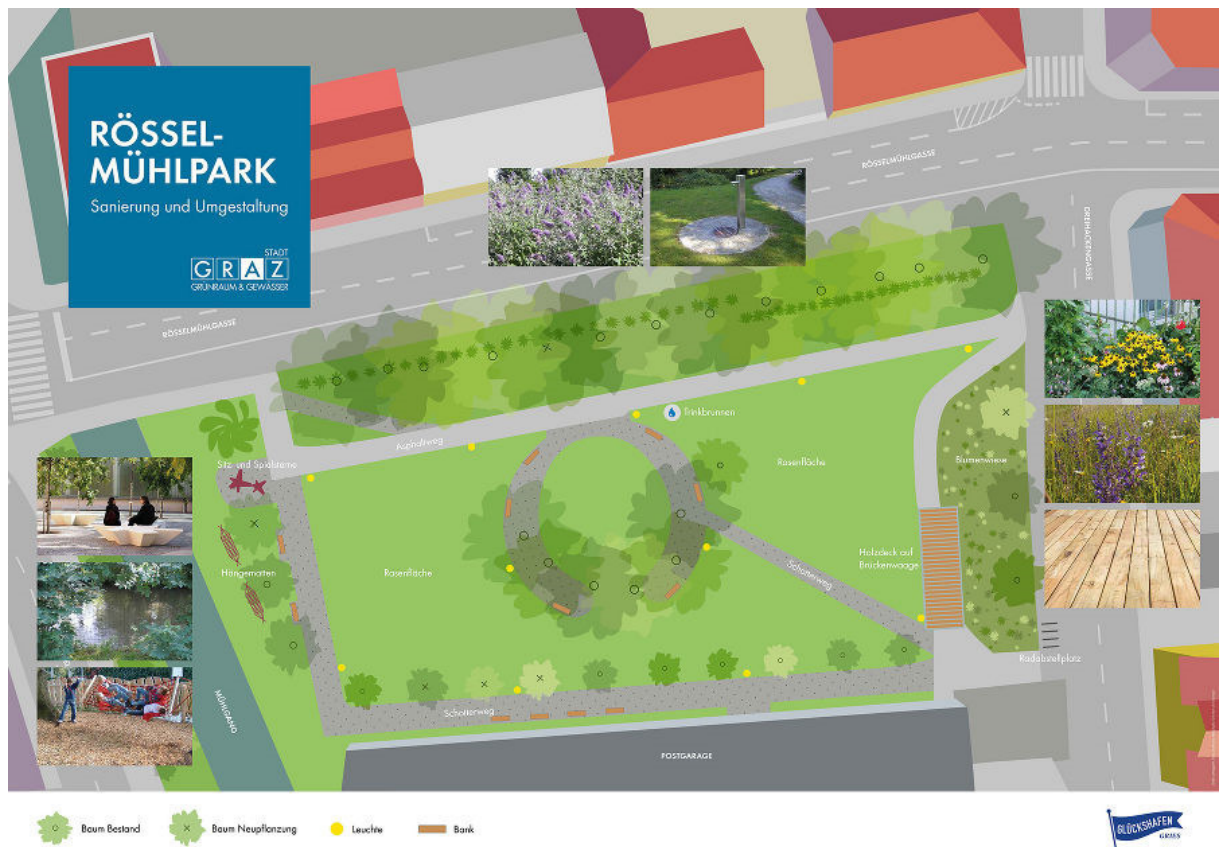 RÖSSEL-
MÜHLPARK
Sanierung und Umgestaltung
STADT
GRAZ
GRÜNRAUM & GEWÄSSER
RÖSSELMÜHLGASSE
DREIHACKENGASSE
RÖSSELMÜHLGASSE
Trinkbrunnen
Asphaltweg
Sitz- und Spielsteine
Rasenfläche
Blumenwiese
Hängematten
Rasenfläche
Holzdeck auf
Brückenwaage
Schotterweg
Radabstellplatz
MÜHLGANG
Schotterweg
POSTGARAGE
Baum Bestand
Baum Neupflanzung
Leuchte
Bank
GLÜCKSHAFEN
GRIES